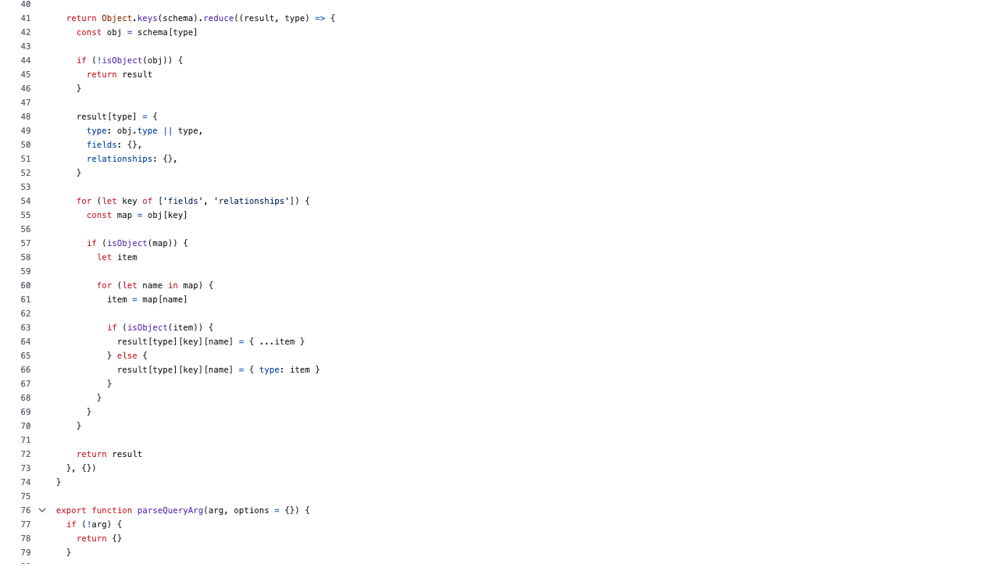 40
41 return Object.keys(schema).reduce((result, type) => {
42 const obj = schema[type]
43
44 if (!isObject(obj)) {
45 return result
46 }
47
48 result[type] = {
49 type: obj.type || type,
50 fields: {},
51 relationships: {},
52 }
53
54 for (let key of ['fields', 'relationships']) {
55 const map = obj[key]
56
57 if (isObject(map)) {
58 let item
59
60 for (let name in map) {
61 item = map[name]
62
63 if (isObject(item)) {
64 result[type][key][name] = { ...item }
65 } else {
66 result[type][key][name] = { type: item }
67 }
68 }
69 }
70 }
71
72 return result
73 }, {})
74 }
75
76 export function parseQueryArg(arg, options = {}) {
77 if (!arg) {
78 return {}
79 }